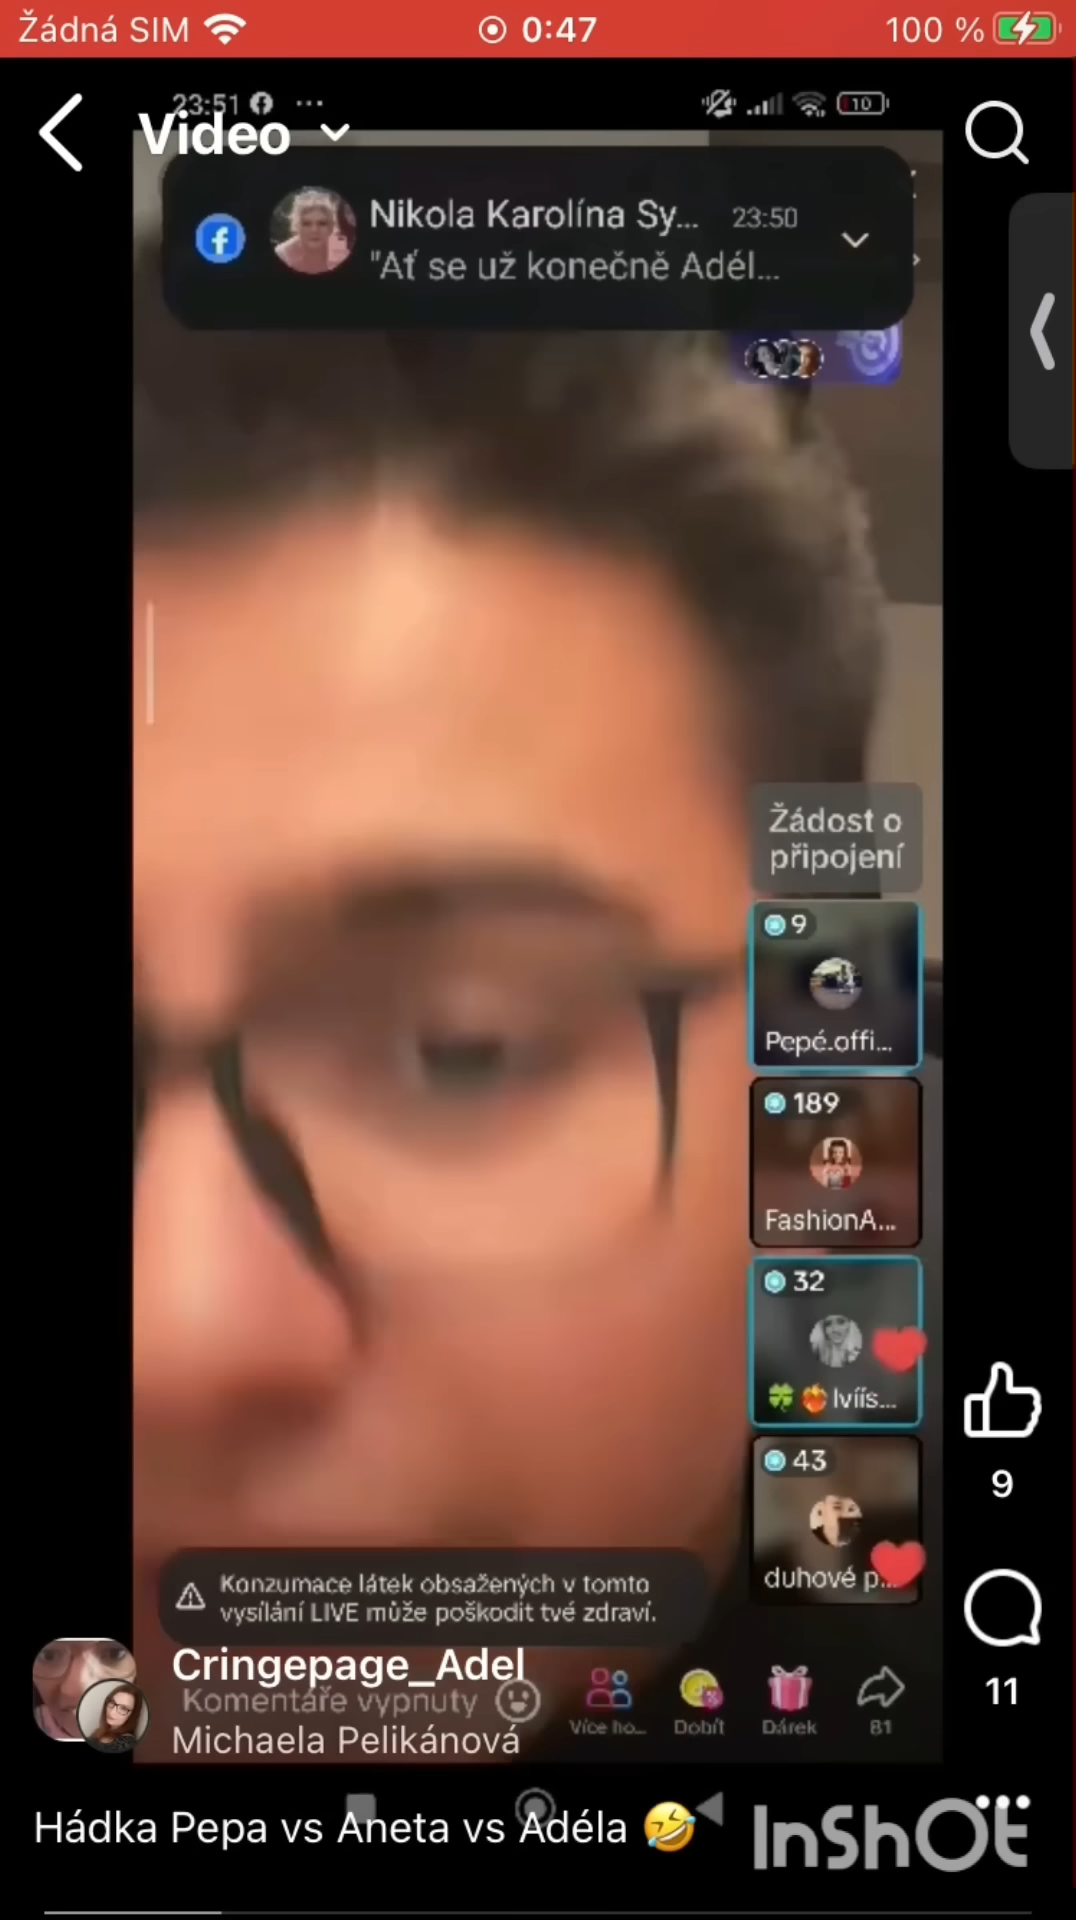 Žádná SIM 0:47 100 %
23:51 ... 10
Video
Nikola Karolína Sy... 23:50
"Ať se už konečně Adél...
Žádost o
připojení
9
Pepé.offi...
189
FashionA...
32
🍀❤️‍🔥 lvíís...
43
duhové p...
9
11
Konzumace látek obsažených v tomto
vysílání LIVE může poškodit tvé zdraví.
Cringepage_Adel
Komentáře vypnuty
Více ho... Dobít Dárek 81
Michaela Pelikánová
Hádka Pepa vs Aneta vs Adéla 🤣
InShOt